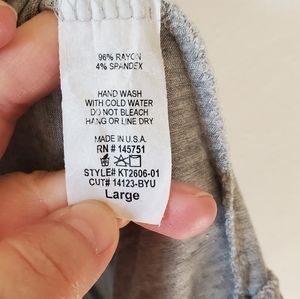 96% RAYON
4% SPANDEX
HAND WASH
WITH COLD WATER
DO NOT BLEACH
HANG OR LINE DRY
MADE IN U.S.A.
RN # 145751
STYLE# KT2606-01
CUT# 14123-BYU
Large